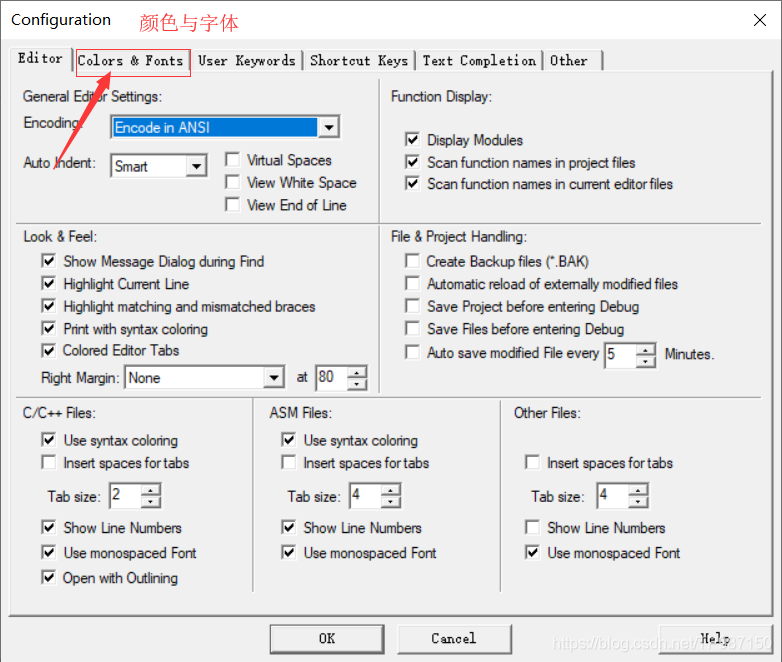 Configuration
颜色与字体
Editor Colors & Fonts User Keywords Shortcut Keys Text Completion Other
General Editor Settings:
Encoding:
Encode in ANSI
Auto Indent:
Smart
Virtual Spaces
View White Space
View End of Line
Function Display:
Display Modules
Scan function names in project files
Scan function names in current editor files
Look & Feel:
Show Message Dialog during Find
Highlight Current Line
Highlight matching and mismatched braces
Print with syntax coloring
Colored Editor Tabs
Right Margin: None at 80
File & Project Handling:
Create Backup files (*.BAK)
Automatic reload of externally modified files
Save Project before entering Debug
Save Files before entering Debug
Auto save modified File every 5 Minutes.
C/C++ Files:
Use syntax coloring
Insert spaces for tabs
Tab size: 2
Show Line Numbers
Use monospaced Font
Open with Outlining
ASM Files:
Use syntax coloring
Insert spaces for tabs
Tab size: 4
Show Line Numbers
Use monospaced Font
Other Files:
Insert spaces for tabs
Tab size: 4
Show Line Numbers
Use monospaced Font
OK Cancel Help